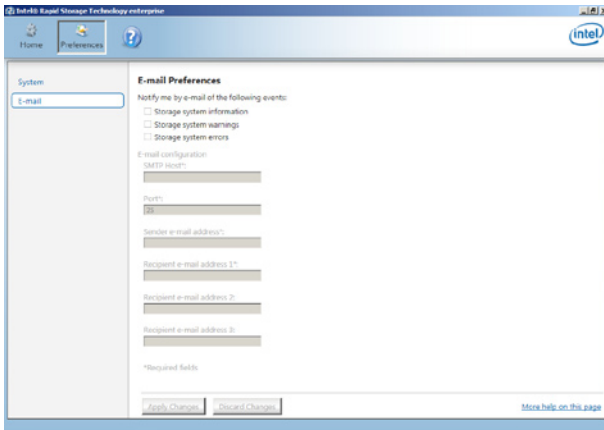 Intel® Rapid Storage Technology enterprise
Home
Preferences
?
intel
System
E-mail
E-mail Preferences
Notify me by e-mail of the following events:
Storage system information
Storage system warnings
Storage system errors
E-mail configuration
SMTP Host*:
Port*:
25
Sender e-mail address*:
Recipient e-mail address 1*:
Recipient e-mail address 2:
Recipient e-mail address 3:
*Required fields
Apply Changes
Discard Changes
More help on this page